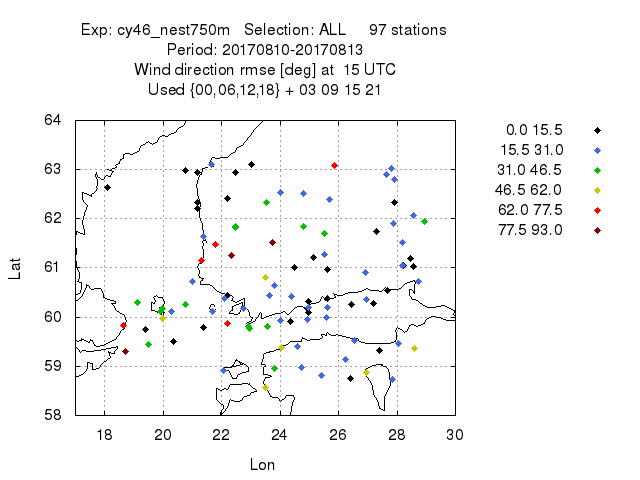 Exp: cy46_nest750m Selection: ALL 97 stations
Period: 20170810-20170813
Wind direction rmse [deg] at 15 UTC
Used {00,06,12,18} + 03 09 15 21
64
63
62
61
60
59
58
Lat
18 20 22 24 26 28 30
Lon
0.0 15.5
15.5 31.0
31.0 46.5
46.5 62.0
62.0 77.5
77.5 93.0